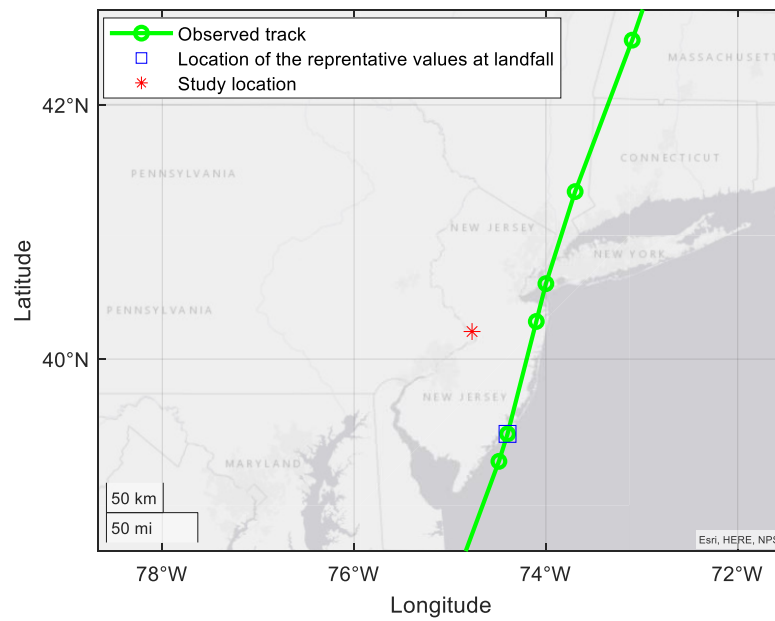 Observed track
Location of the reprentative values at landfall
Study location
MASSACHUSETT
42°N
CONNECTICUT
PENNSYLVANIA
NEW JERSEY
NEW YORK
PENNSYLVANIA
40°N
NEW JERSEY
MARYLAND
50 km
50 mi
Esri, HERE, NPS
78°W 76°W 74°W 72°W
Longitude
Latitude